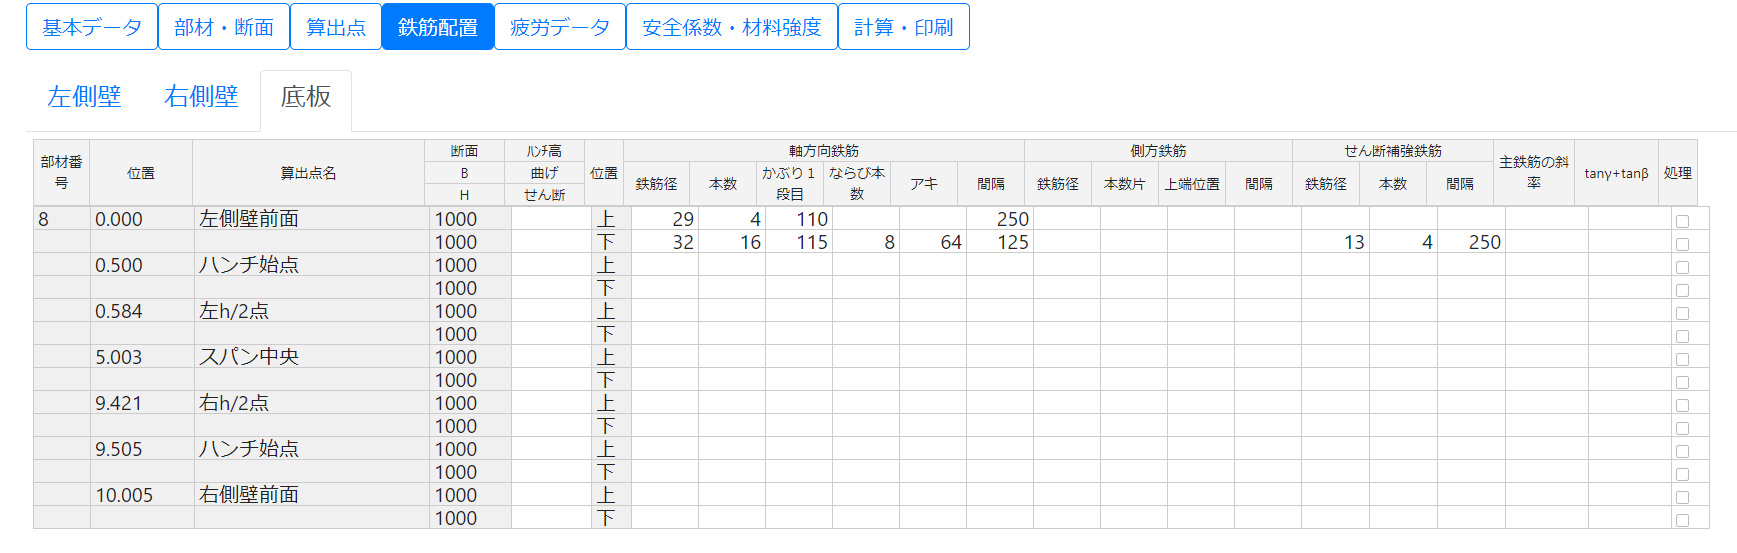 基本データ 部材・断面 算出点 鉄筋配置 疲労データ 安全係数・材料強度 計算・印刷
左側壁 右側壁 底板
部材番号 位置 算出点名 断面 B H ﾊﾝﾁ高 曲げ せん断 位置 軸方向鉄筋 鉄筋径 本数 かぶり1段目 ならび本数 アキ 間隔 側方鉄筋 鉄筋径 本数片 上端位置 間隔 せん断補強鉄筋 鉄筋径 本数 間隔 主鉄筋の斜率 tanγ+tanβ 処理
8 0.000 左側壁前面 1000 上 29 4 110 250
1000 下 32 16 115 8 64 125 13 4 250
0.500 ハンチ始点 1000 上
1000 下
0.584 左h/2点 1000 上
1000 下
5.003 スパン中央 1000 上
1000 下
9.421 右h/2点 1000 上
1000 下
9.505 ハンチ始点 1000 上
1000 下
10.005 右側壁前面 1000 上
1000 下